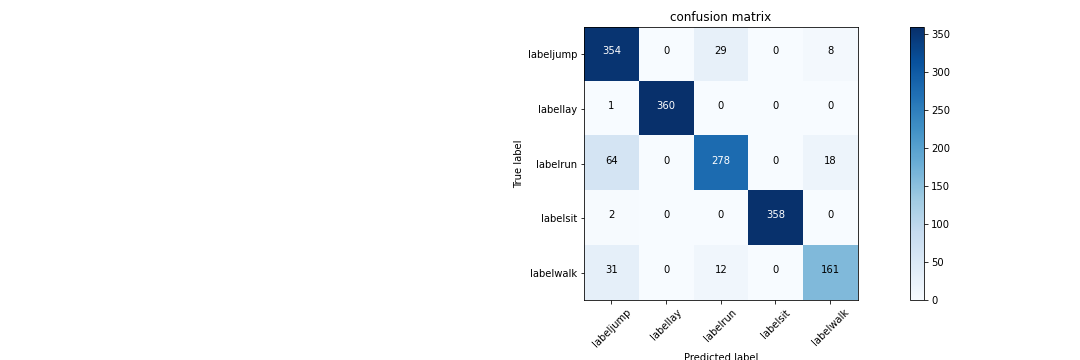 confusion matrix
labeljump 354 0 29 0 8
labellay 1 360 0 0 0
labelrun 64 0 278 0 18
labelsit 2 0 0 358 0
labelwalk 31 0 12 0 161
True label
labeljump labellay labelrun labelsit labelwalk
Predicted label
350
300
250
200
150
100
50
0